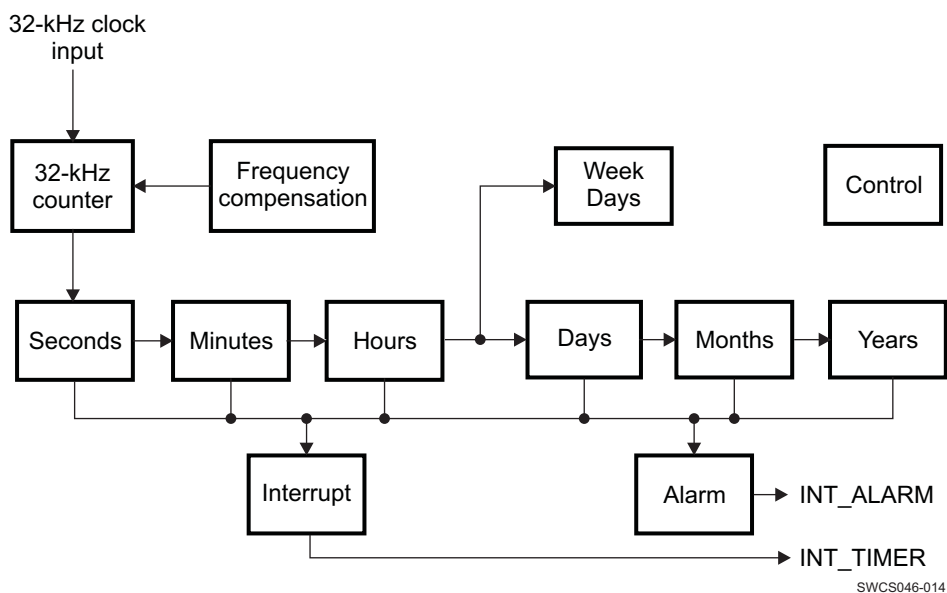 32-kHz clock
input
32-kHz
counter
Frequency
compensation
Week
Days
Control
Seconds
Minutes
Hours
Days
Months
Years
Interrupt
Alarm
INT_ALARM
INT_TIMER
SWCS046-014